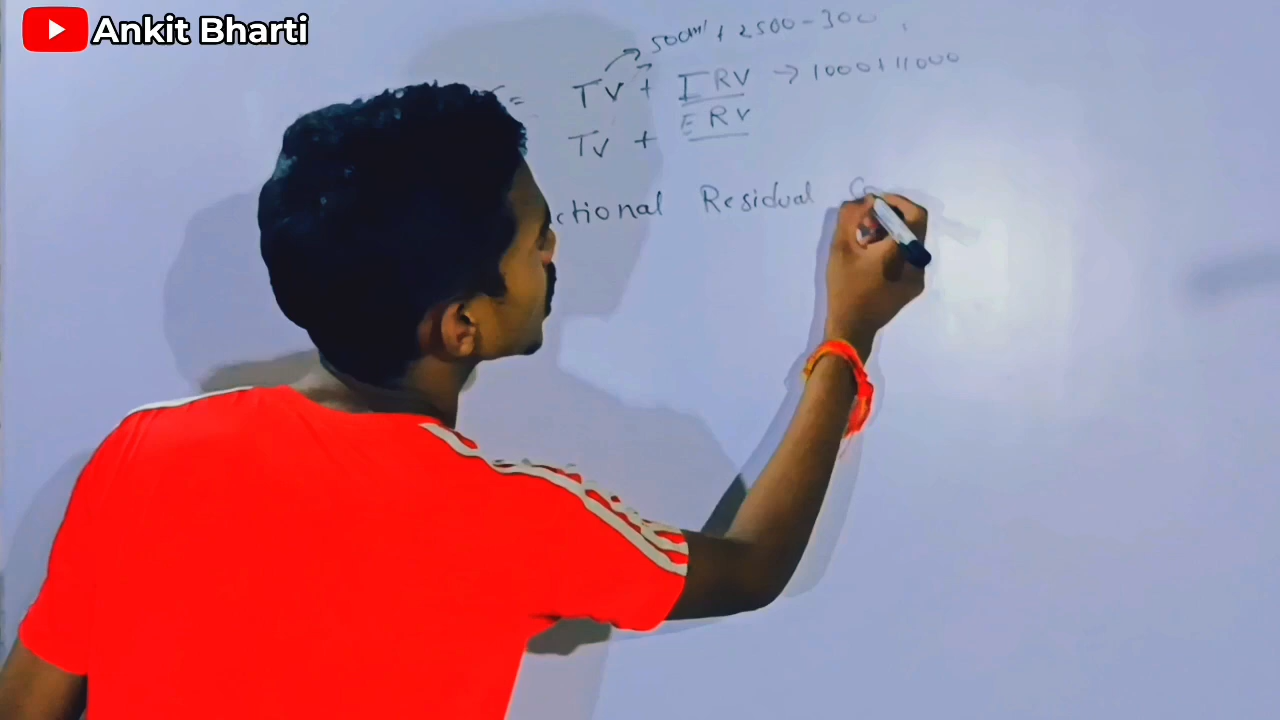 Ankit Bharti
500ml + 2500-300
= TV + IRV → 1000+11000
TV + ERV
ctional Residual